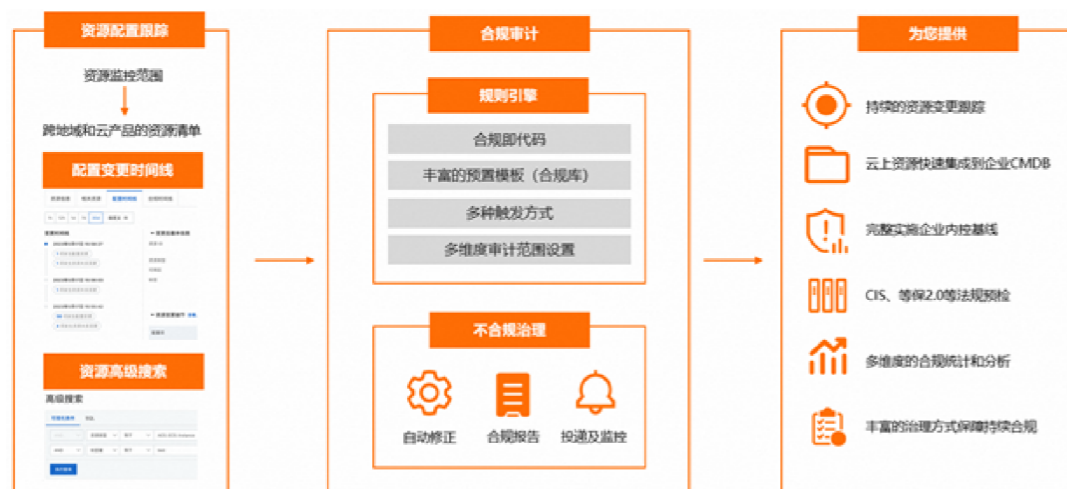 资源配置跟踪
资源监控范围
跨地域和云产品的资源清单
配置变更时间线
资源高级搜索
高级搜索
合规审计
规则引擎
合规即代码
丰富的预置模板（合规库）
多种触发方式
多维度审计范围设置
不合规治理
自动修正
合规报告
投递及监控
为您提供
持续的资源变更跟踪
云上资源快速集成到企业CMDB
完整实施企业内控基线
CIS、等保2.0等法规预检
多维度的合规统计和分析
丰富的治理方式保障持续合规